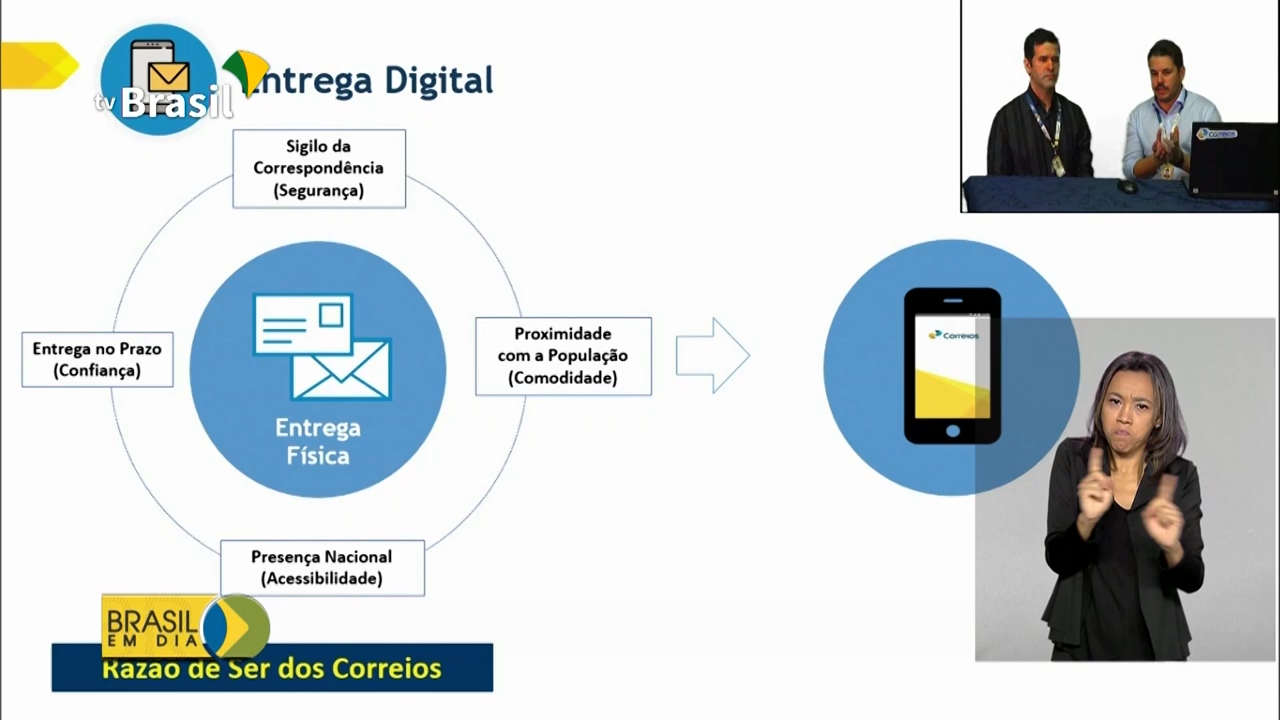 tv Brasil
Entrega Digital
Sigilo da
Correspondência
(Segurança)
Correios
Entrega no Prazo
(Confiança)
Proximidade
com a População
(Comodidade)
Correios
Entrega
Física
Presença Nacional
(Acessibilidade)
BRASIL
EM DIA
Razão de Ser dos Correios